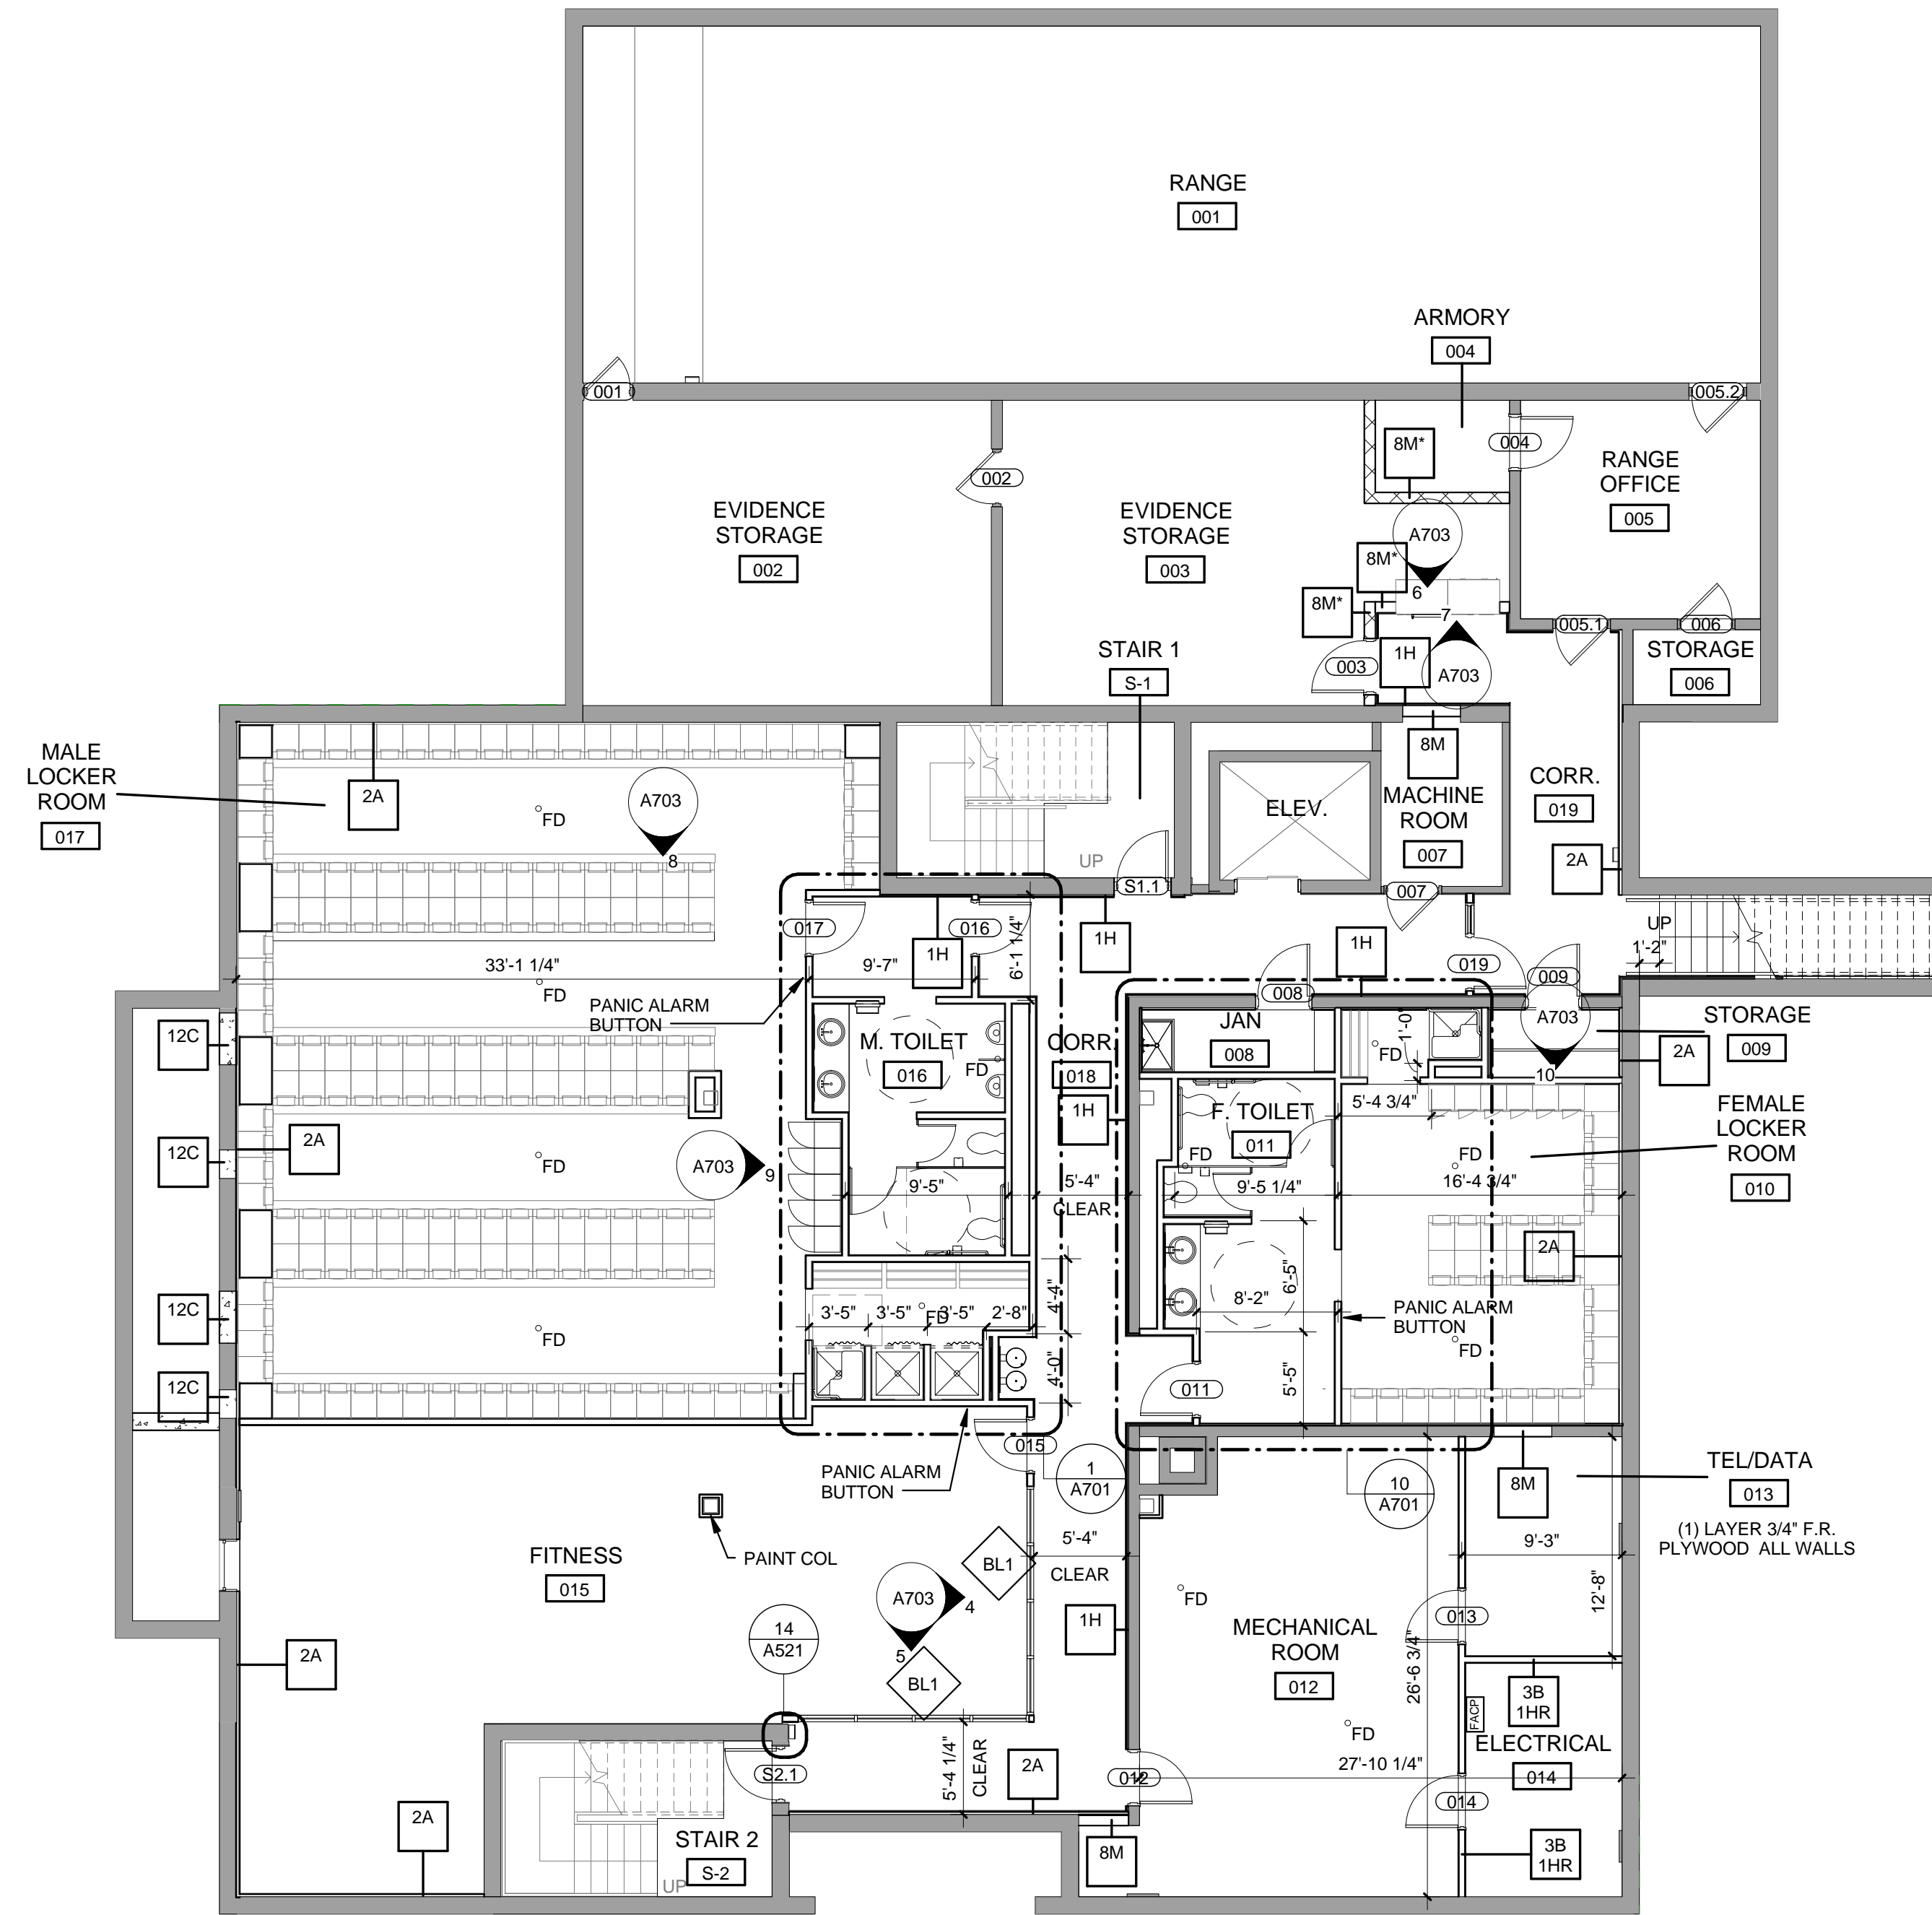 RANGE
001
ARMORY
004
001
005.2
8M*
004
RANGE
OFFICE
005
002
EVIDENCE
STORAGE
002
EVIDENCE
STORAGE
003
A703
6
8M*
8M*
7
005.1
006
STORAGE
006
STAIR 1
S-1
003
1H
A703
MALE
LOCKER
ROOM
017
2A
FD
A703
8
UP
S1.1
ELEV.
8M
MACHINE
ROOM
007
007
CORR.
019
2A
017
016
1H
6'-1 1/4"
1H
1H
008
019
009
UP
1'-2"
33'-1 1/4"
9'-7"
FD
PANIC ALARM
BUTTON
12C
M. TOILET
016
FD
CORR.
018
1H
JAN
008
FD
1'-0"
A703
10
STORAGE
009
2A
5'-4 3/4"
F. TOILET
011
FD
FEMALE
LOCKER
ROOM
010
12C
2A
FD
A703
9
9'-5"
5'-4"
CLEAR
9'-5 1/4"
FD
16'-4 3/4"
2A
12C
FD
3'-5"
3'-5"
3'-5"
2'-8"
FD
4'-4"
4'-0"
8'-2"
6'-5"
5'-5"
PANIC ALARM
BUTTON
FD
12C
011
015
PANIC ALARM
BUTTON
1
A701
10
A701
8M
TEL/DATA
013
(1) LAYER 3/4" F.R.
PLYWOOD  ALL WALLS
PAINT COL
FITNESS
015
BL1
5'-4"
CLEAR
9'-3"
12'-8"
A703
4
5
BL1
14
A521
1H
FD
MECHANICAL
ROOM
012
013
26'-6 3/4"
2A
3B
1HR
FACP
ELECTRICAL
014
FD
27'-10 1/4"
S2.1
5'-4 1/4"
CLEAR
2A
012
014
2A
STAIR 2
S-2
UP
8M
3B
1HR